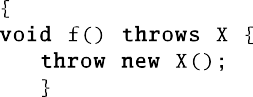 {
void f() throws X {
throw new X();
}